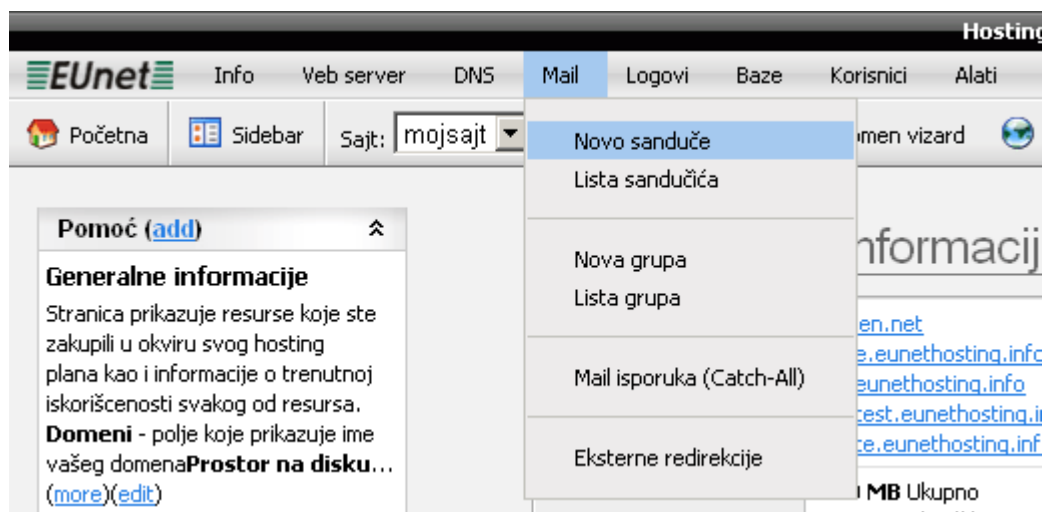 Hosting
EUnet Info Veb server DNS Mail Logovi Baze Korisnici Alati
Početna Sidebar Sajt: mojsajt vizard
Novo sanduče
Lista sandučića
Nova grupa
Lista grupa
Mail isporuka (Catch-All)
Eksterne redirekcije
Pomoć (add)
Generalne informacije
Stranica prikazuje resurse koje ste
zakupili u okviru svog hosting
plana kao i informacije o trenutnoj
iskorišcenosti svakog od resursa.
Domeni - polje koje prikazuje ime
vašeg domenaProstor na disku...
(more)(edit)
nformacij
en.net
e.eunethosting.info
eunethosting.info
test.eunethosting.i
te.eunethosting.inf
MB Ukupno